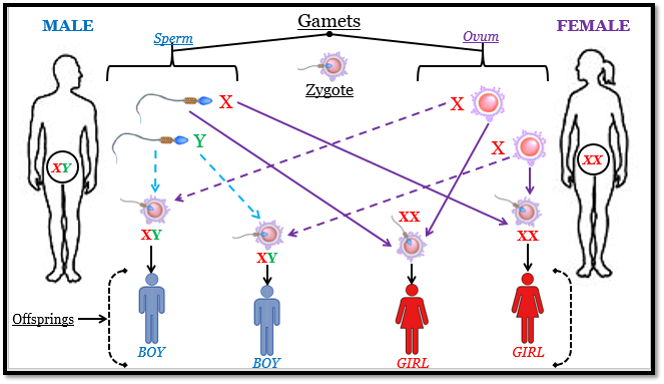 Gamets
MALE
FEMALE
Sperm
Ovum
Zygote
X
X
Y
X
XY
XX
XX
XY
XX
XY
Offsprings
BOY
BOY
GIRL
GIRL